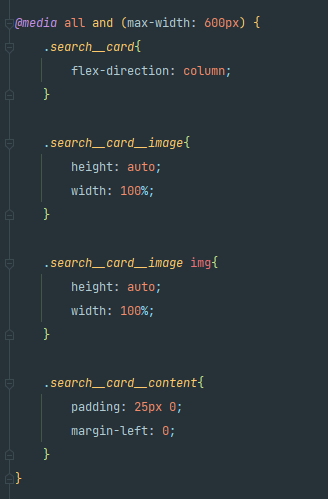 @media all and (max-width: 600px) {
.search__card{
flex-direction: column;
}
.search__card__image{
height: auto;
width: 100%;
}
.search__card__image img{
height: auto;
width: 100%;
}
.search__card__content{
padding: 25px 0;
margin-left: 0;
}
}